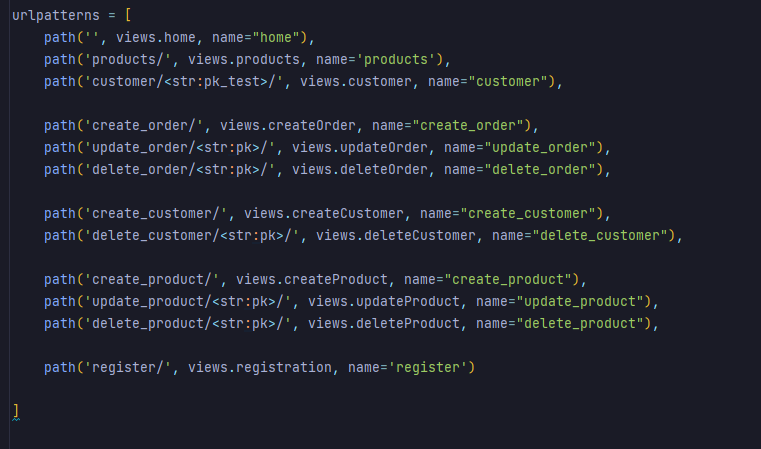 urlpatterns = [
path('', views.home, name="home"),
path('products/', views.products, name='products'),
path('customer/<str:pk_test>/', views.customer, name="customer"),
path('create_order/', views.createOrder, name="create_order"),
path('update_order/<str:pk>/', views.updateOrder, name="update_order"),
path('delete_order/<str:pk>/', views.deleteOrder, name="delete_order"),
path('create_customer/', views.createCustomer, name="create_customer"),
path('delete_customer/<str:pk>/', views.deleteCustomer, name="delete_customer"),
path('create_product/', views.createProduct, name="create_product"),
path('update_product/<str:pk>/', views.updateProduct, name="update_product"),
path('delete_product/<str:pk>/', views.deleteProduct, name="delete_product"),
path('register/', views.registration, name='register')
]